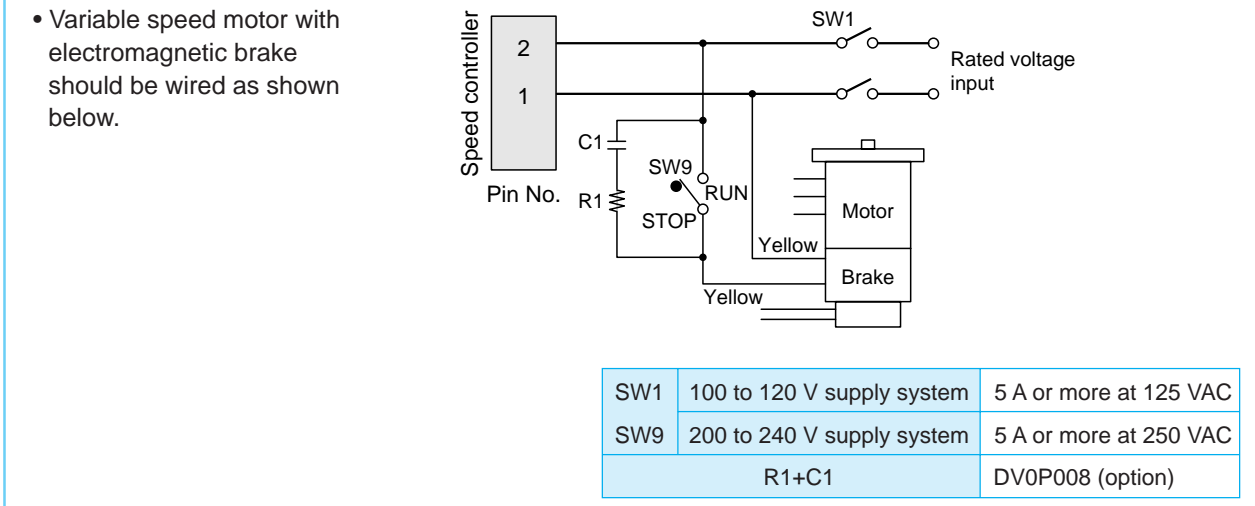 • Variable speed motor with
electromagnetic brake
should be wired as shown
below.
Speed controller
2
1
Pin No.
SW1
Rated voltage
input
C1
R1
SW9
RUN
STOP
Yellow
Yellow
Motor
Brake
SW1 100 to 120 V supply system 5 A or more at 125 VAC
SW9 200 to 240 V supply system 5 A or more at 250 VAC
R1+C1 DV0P008 (option)